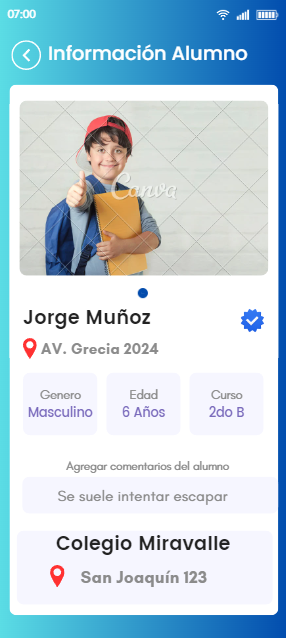 07:00
Información Alumno
Canva
Jorge Muñoz
AV. Grecia 2024
Genero
Masculino
Edad
6 Años
Curso
2do B
Agregar comentarios del alumno
Se suele intentar escapar
Colegio Miravalle
San Joaquín 123